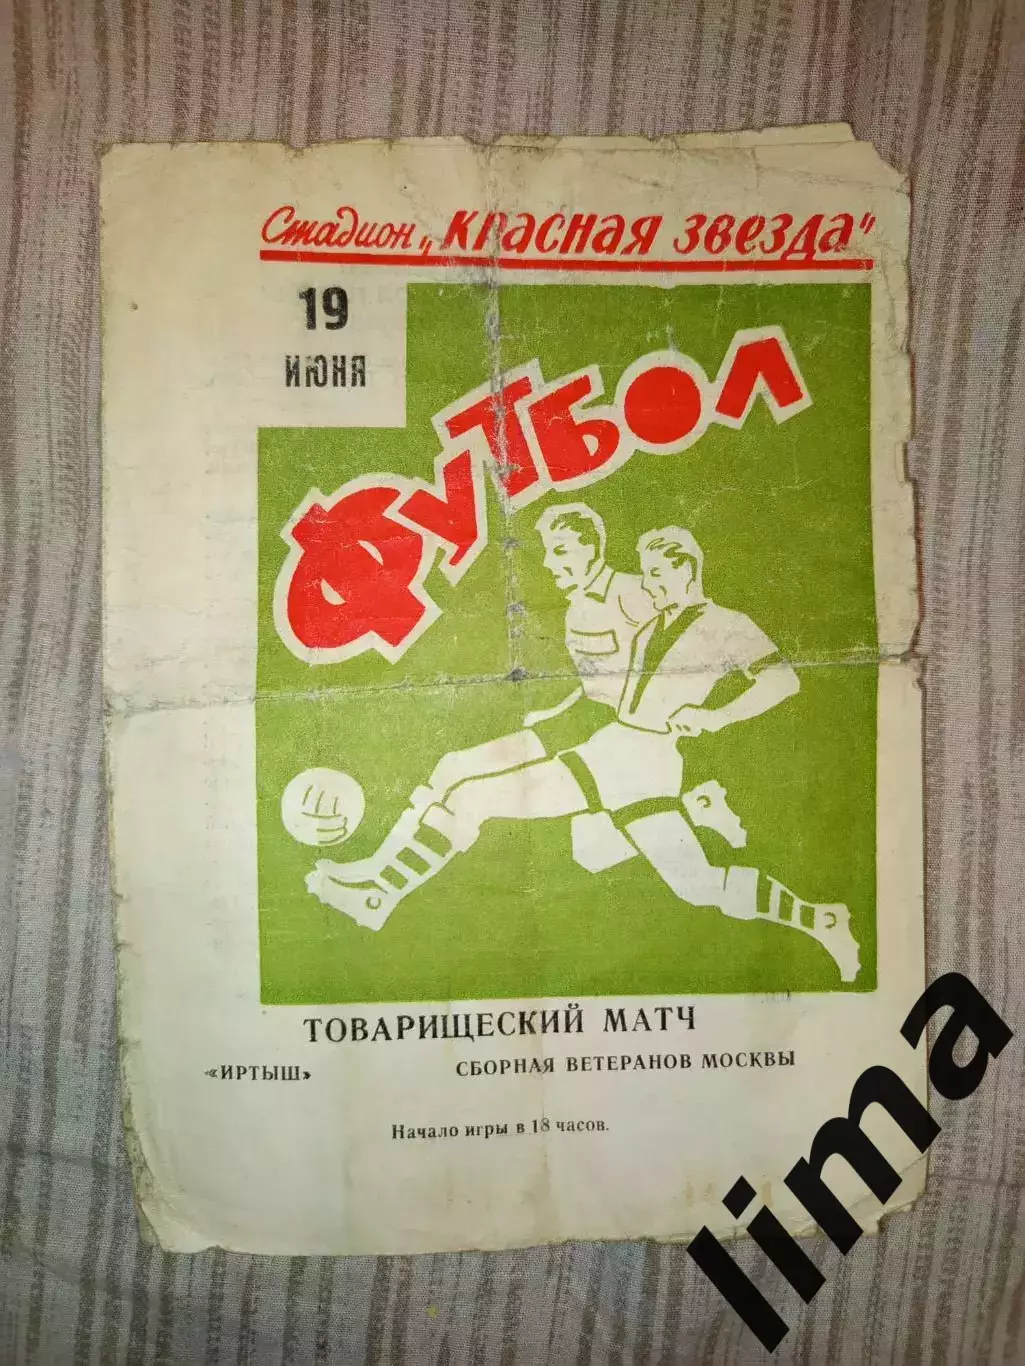 Стадион „Красная звезда"
19
ИЮНЯ
ФУТБОЛ
ТОВАРИЩЕСКИЙ МАТЧ
«ИРТЫШ» СБОРНАЯ ВЕТЕРАНОВ МОСКВЫ
Начало игры в 18 часов.
lima